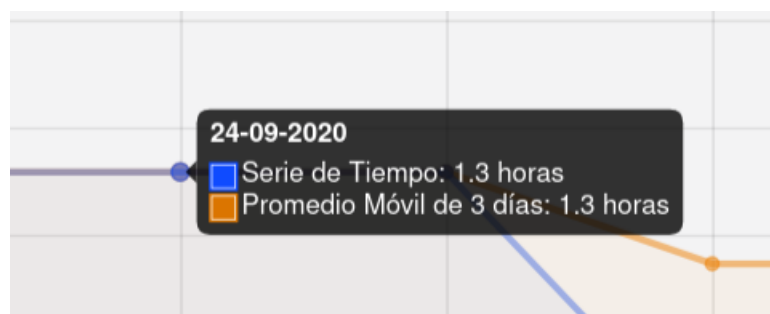 24-09-2020
Serie de Tiempo: 1.3 horas
Promedio Móvil de 3 días: 1.3 horas